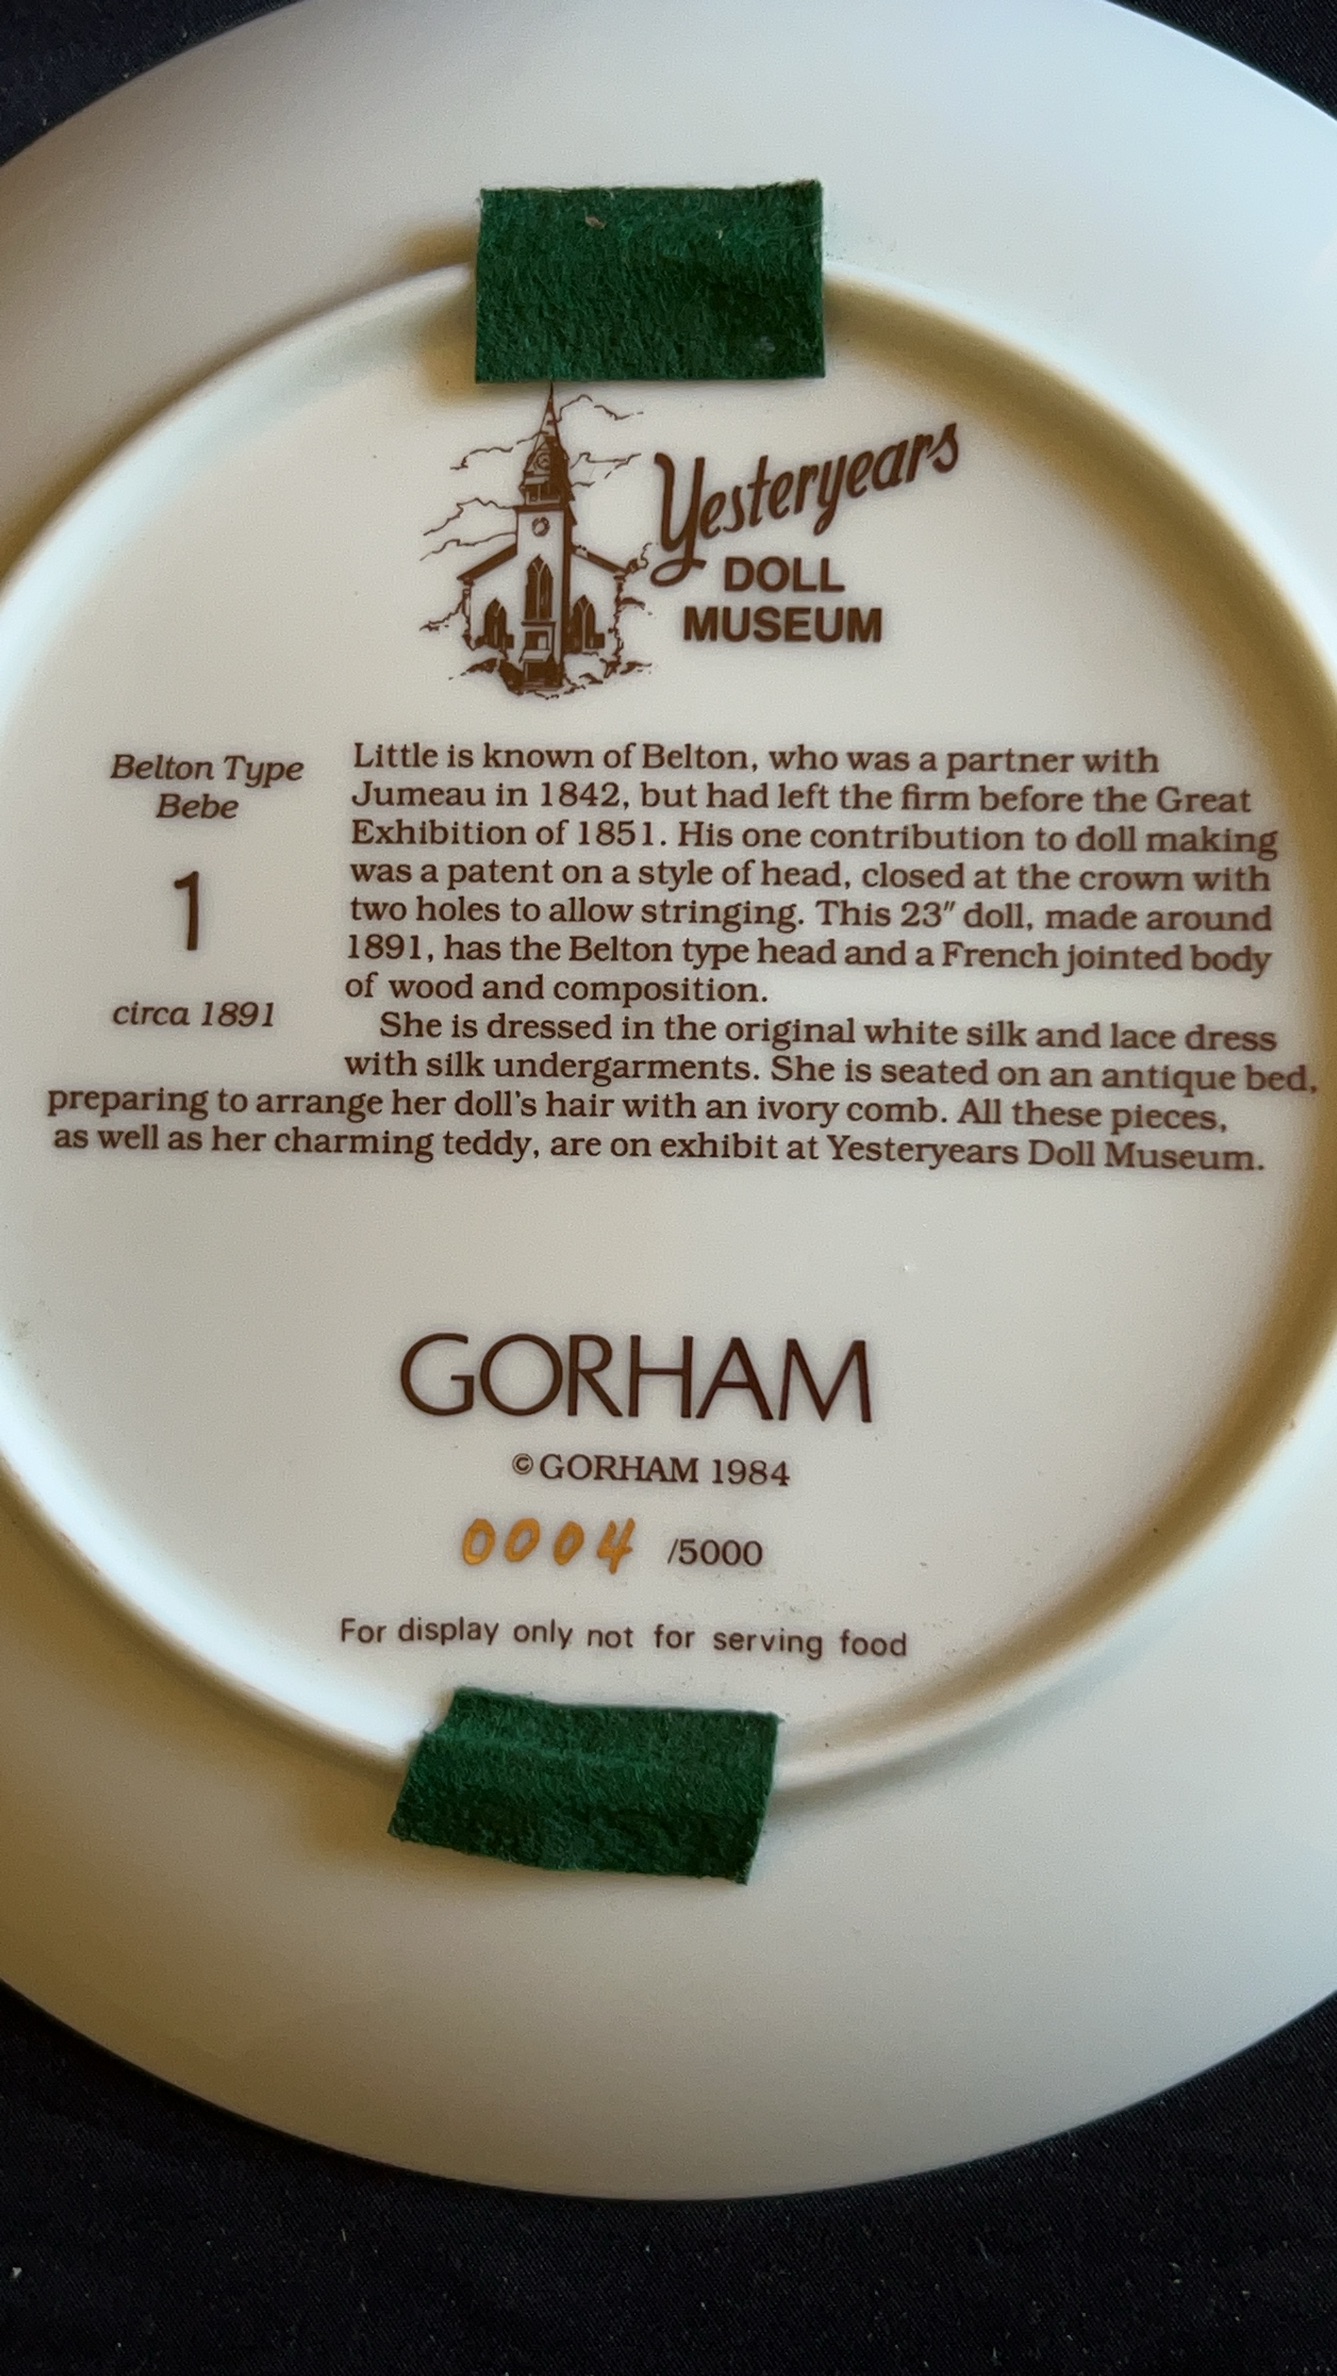 Yesteryears
DOLL
MUSEUM
Belton Type
Bebe
1
circa 1891
Little is known of Belton, who was a partner with
Jumeau in 1842, but had left the firm before the Great
Exhibition of 1851. His one contribution to doll making
was a patent on a style of head, closed at the crown with
two holes to allow stringing. This 23" doll, made around
1891, has the Belton type head and a French jointed body
of wood and composition.
She is dressed in the original white silk and lace dress
with silk undergarments. She is seated on an antique bed,
preparing to arrange her doll's hair with an ivory comb. All these pieces,
as well as her charming teddy, are on exhibit at Yesteryears Doll Museum.
GORHAM
© GORHAM 1984
0004 /5000
For display only not for serving food